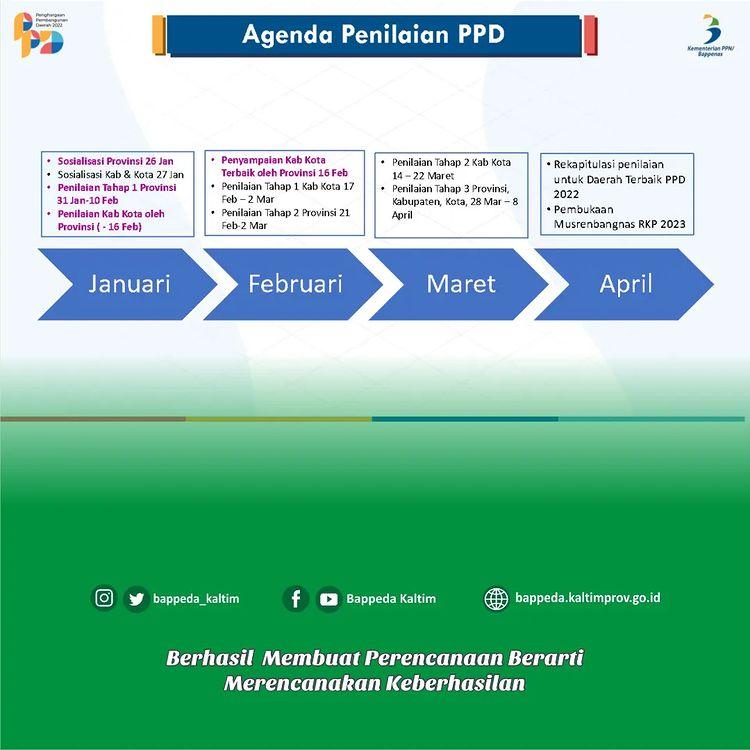 Penghargaan
Pembangunan
Daerah 2022
PPD
Agenda Penilaian PPD
Kementerian PPN/
Bappenas
• Sosialisasi Provinsi 26 Jan
• Sosialisasi Kab & Kota 27 Jan
• Penilaian Tahap 1 Provinsi
31 Jan-10 Feb
• Penilaian Kab Kota oleh
Provinsi ( - 16 Feb)
• Penyampaian Kab Kota
Terbaik oleh Provinsi 16 Feb
• Penilaian Tahap 1 Kab Kota 17
Feb – 2 Mar
• Penilaian Tahap 2 Provinsi 21
Feb-2 Mar
• Penilaian Tahap 2 Kab Kota
14 – 22 Maret
• Penilaian Tahap 3 Provinsi,
Kabupaten, Kota, 28 Mar – 8
April
• Rekapitulasi penilaian
untuk Daerah Terbaik PPD
2022
• Pembukaan
Musrenbangnas RKP 2023
Januari
Februari
Maret
April
bappeda_kaltim
Bappeda Kaltim
bappeda.kaltimprov.go.id
Berhasil Membuat Perencanaan Berarti
Merencanakan Keberhasilan